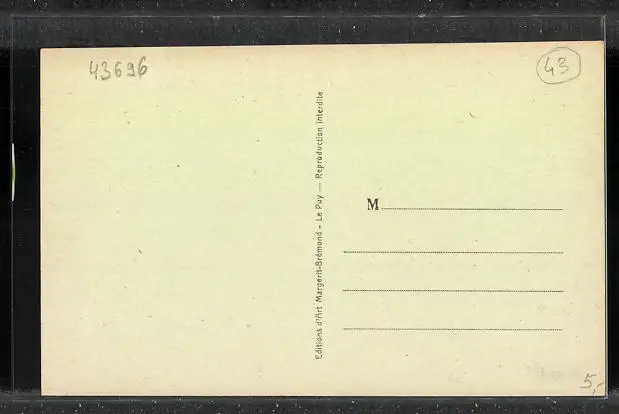 43696
43
Editions d'Art Margerit-Brémond - Le Puy — Reproduction interdite
M
5,-